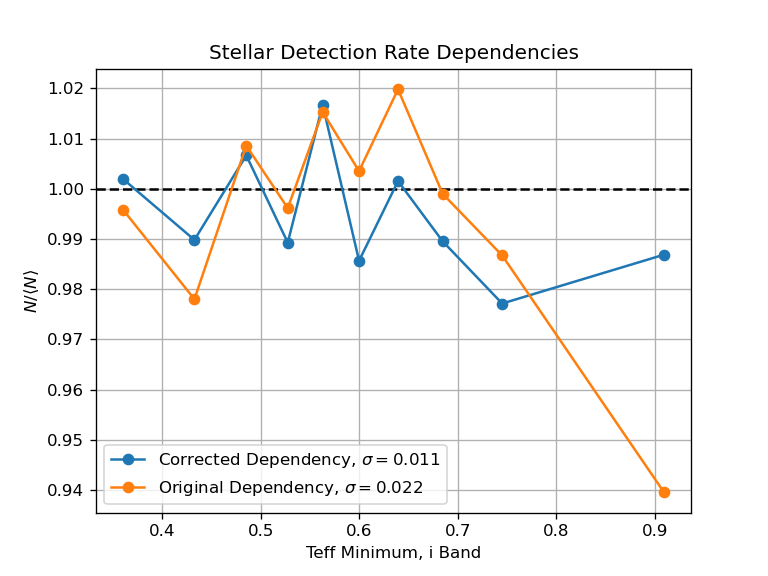 Stellar Detection Rate Dependencies
1.02
1.01
1.00
0.99
0.98
0.97
0.96
0.95
0.94
N/⟨N⟩
Corrected Dependency, σ = 0.011
Original Dependency, σ = 0.022
0.4 0.5 0.6 0.7 0.8 0.9
Teff Minimum, i Band